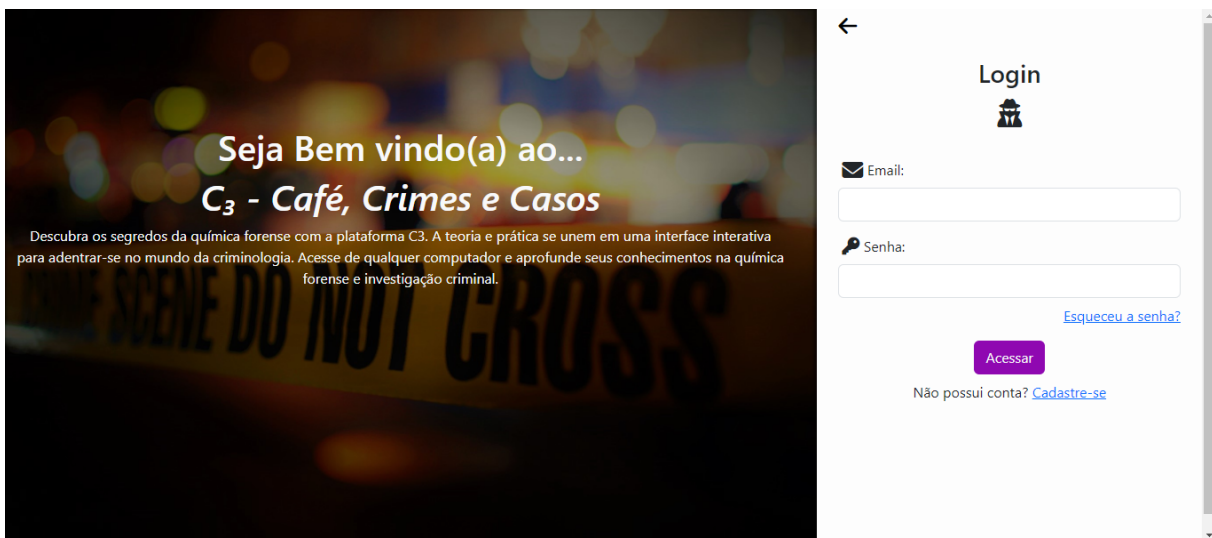 Seja Bem vindo(a) ao...
C₃ - Café, Crimes e Casos
Descubra os segredos da química forense com a plataforma C3. A teoria e prática se unem em uma interface interativa
para adentrar-se no mundo da criminologia. Acesse de qualquer computador e aprofunde seus conhecimentos na química
forense e investigação criminal.
CRIME SCENE DO NOT CROSS
Login
Email:
Senha:
Esqueceu a senha?
Acessar
Não possui conta? Cadastre-se